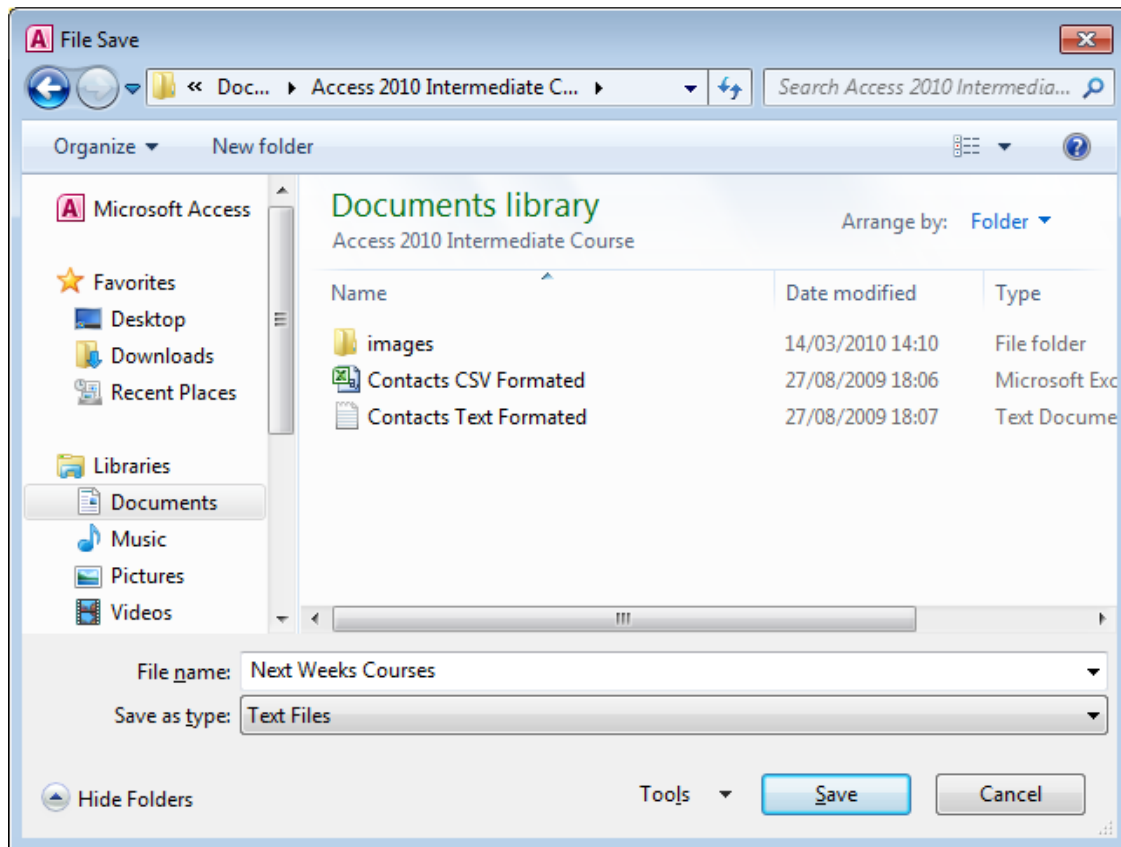 File Save
« Doc... Access 2010 Intermediate C...
Search Access 2010 Intermedia...
Organize New folder
Microsoft Access
Favorites
Desktop
Downloads
Recent Places
Libraries
Documents
Music
Pictures
Videos
Documents library
Access 2010 Intermediate Course
Arrange by: Folder
Name Date modified Type
images 14/03/2010 14:10 File folder
Contacts CSV Formated 27/08/2009 18:06 Microsoft Exc
Contacts Text Formated 27/08/2009 18:07 Text Docume
File name: Next Weeks Courses
Save as type: Text Files
Hide Folders Tools Save Cancel